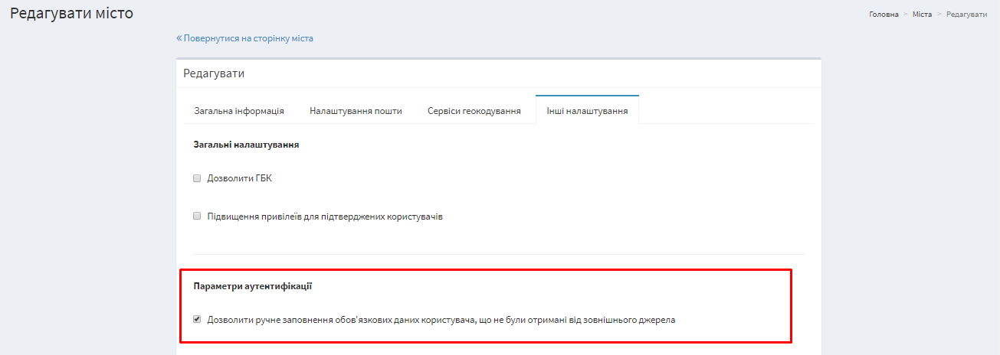 Редагувати місто
Головна > Міста > Редагувати
« Повернутися на сторінку міста
Редагувати
Загальна інформація Налаштування пошти Сервіси геокодування Інші налаштування
Загальні налаштування
Дозволити ГБК
Підвищення привілеїв для підтверджених користувачів
Параметри аутентифікації
Дозволити ручне заповнення обов'язкових даних користувача, що не були отримані від зовнішнього джерела